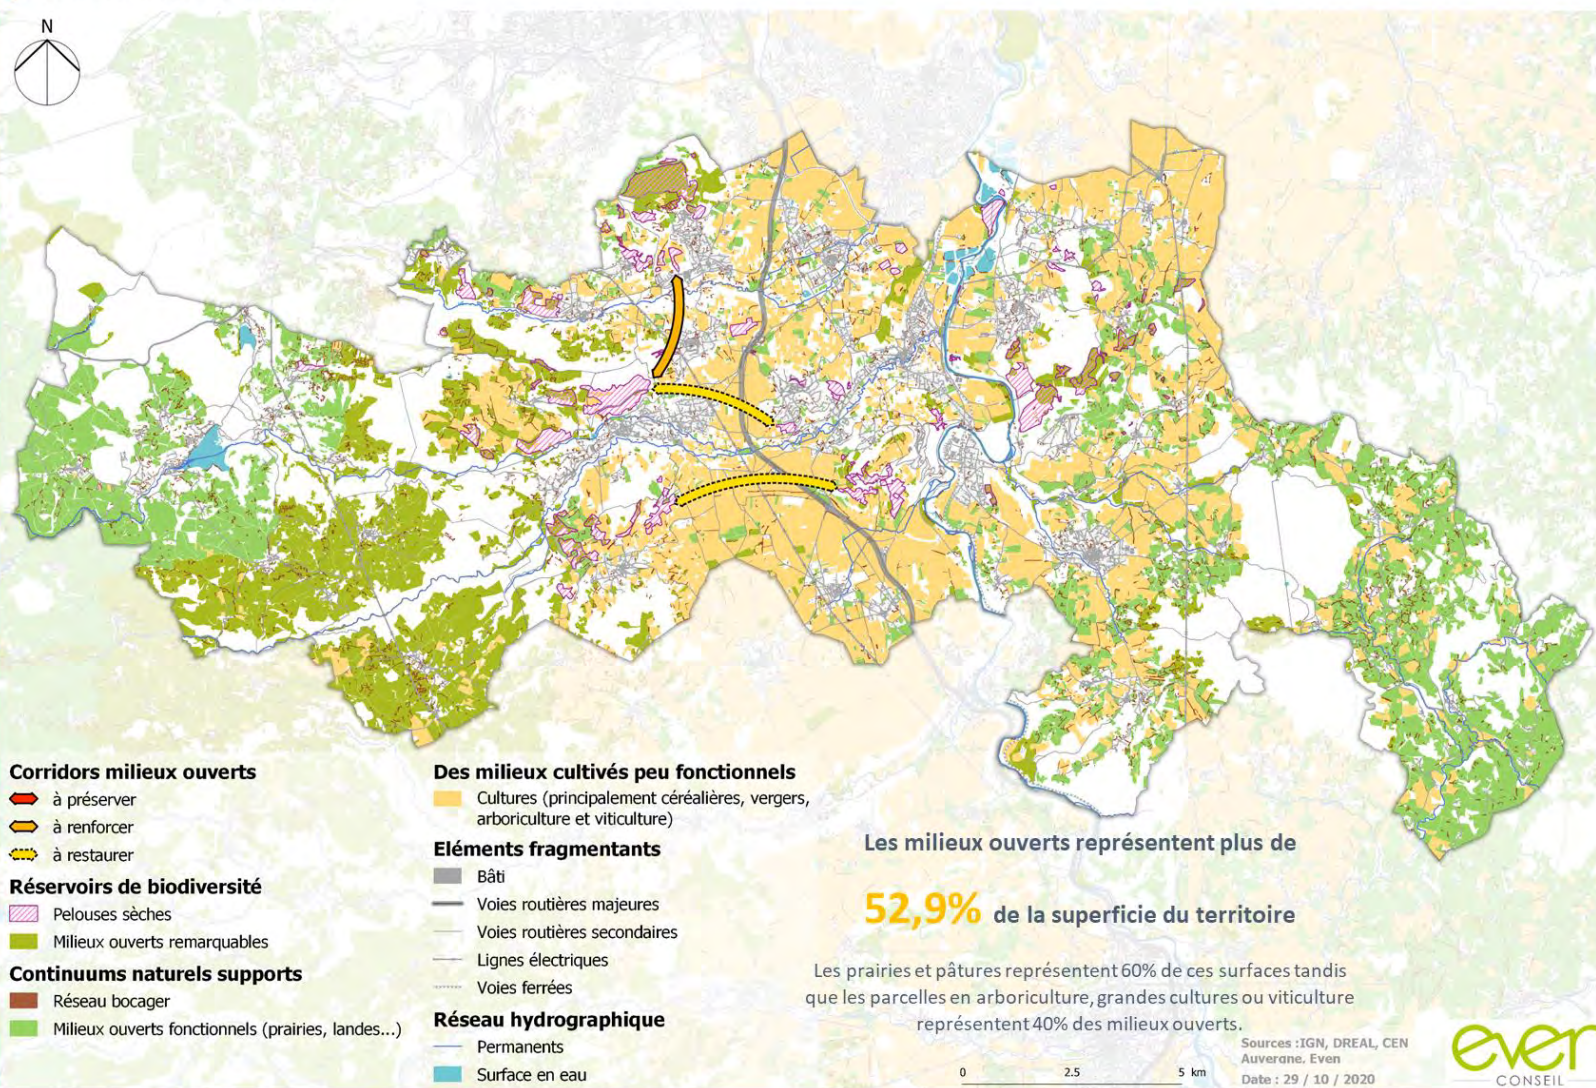 N
Corridors milieux ouverts
à préserver
à renforcer
à restaurer
Réservoirs de biodiversité
Pelouses sèches
Milieux ouverts remarquables
Continuums naturels supports
Réseau bocager
Milieux ouverts fonctionnels (prairies, landes...)
Des milieux cultivés peu fonctionnels
Cultures (principalement céréalières, vergers,
arboriculture et viticulture)
Eléments fragmentants
Bâti
Voies routières majeures
Voies routières secondaires
Lignes électriques
Voies ferrées
Réseau hydrographique
Permanents
Surface en eau
Les milieux ouverts représentent plus de
52,9% de la superficie du territoire
Les prairies et pâtures représentent 60% de ces surfaces tandis
que les parcelles en arboriculture, grandes cultures ou viticulture
représentent 40% des milieux ouverts.
0 2.5 5 km
Sources :IGN, DREAL, CEN
Auvergne, Even
Date : 29 / 10 / 2020
even
CONSEIL